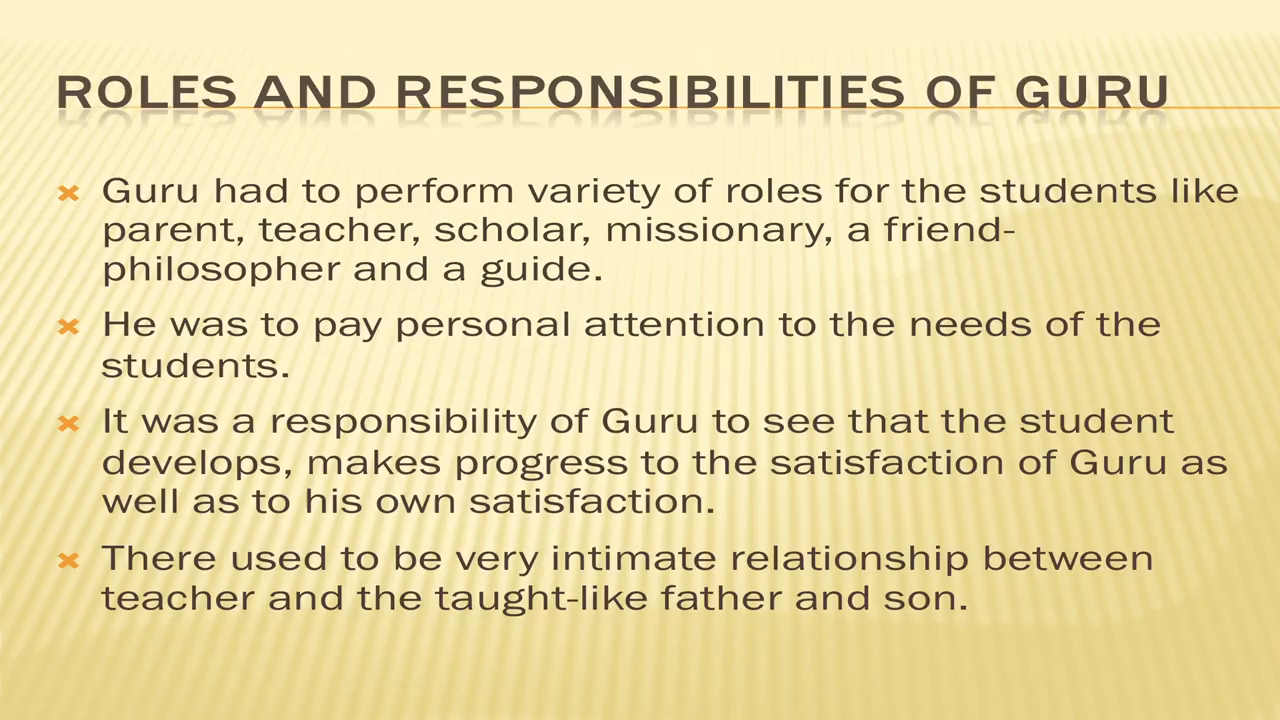 ROLES AND RESPONSIBILITIES OF GURU
Guru had to perform variety of roles for the students like
parent, teacher, scholar, missionary, a friend-
philosopher and a guide.
He was to pay personal attention to the needs of the
students.
It was a responsibility of Guru to see that the student
develops, makes progress to the satisfaction of Guru as
well as to his own satisfaction.
There used to be very intimate relationship between
teacher and the taught-like father and son.